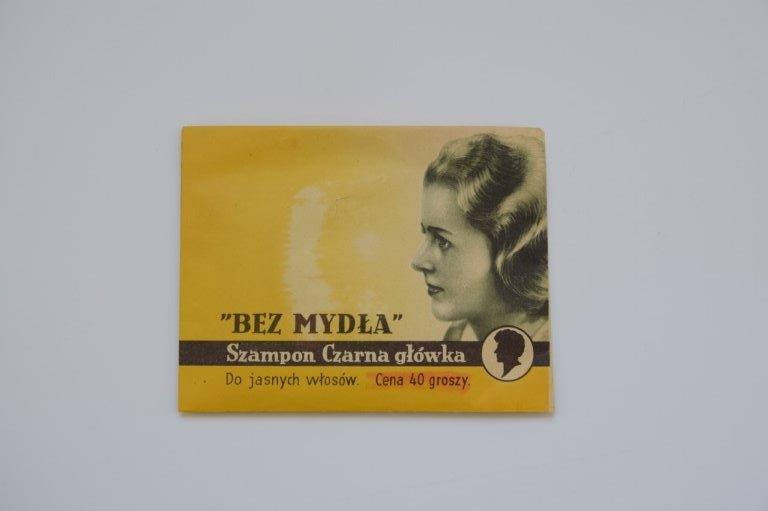 "BEZ MYDŁA"
Szampon Czarna główka
Do jasnych włosów. Cena 40 groszy.